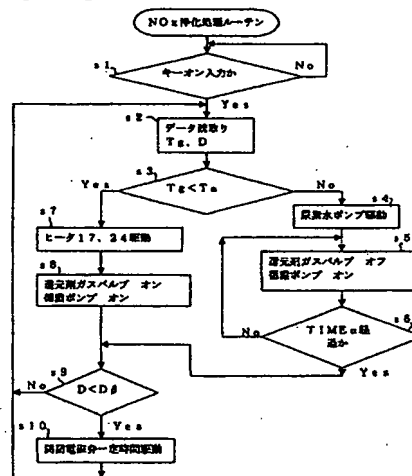 NOx浄化処理ルーテン
s1
キーオン入力か
No
Yes
s2
データ読取り
Tg、D
s3
Tg<Ta
Yes
No
s4
尿素水ポンプ駆動
s7
ヒータ17、24駆動
s5
還元剤ガスバルブ オフ
循環ポンプ オン
s8
還元剤ガスバルブ オン
循環ポンプ オン
s6
TIMEα経
過か
No
Yes
s9
D<Dβ
No
Yes
s10
開閉電磁弁一定時間駆動